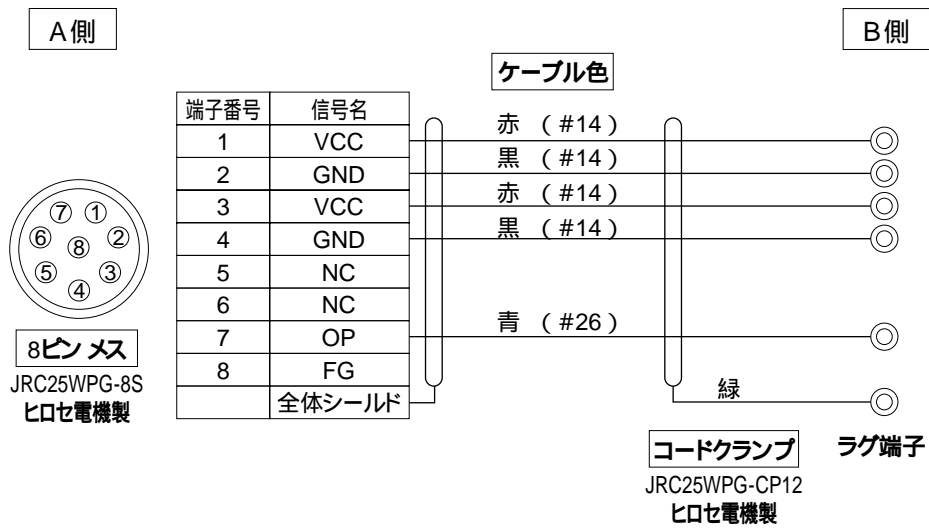 A側
B側
ケーブル色
端子番号 信号名
1 VCC 赤 (#14)
2 GND 黒 (#14)
3 VCC 赤 (#14)
4 GND 黒 (#14)
5 NC
6 NC
7 OP 青 (#26)
8 FG
全体シールド 緑
⑦ ①
⑥ ⑧ ②
⑤ ③
④
8ピン メス
JRC25WPG-8S
ヒロセ電機製
コードクランプ
JRC25WPG-CP12
ヒロセ電機製
ラグ端子